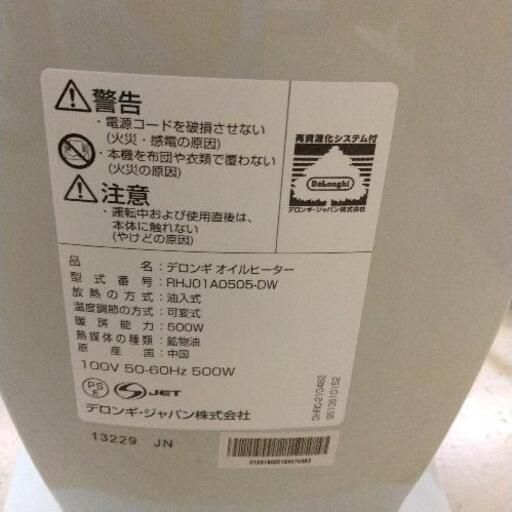 警告
・電源コードを破損させない
(火災・感電の原因)
・本機を布団や衣類で覆わない
(火災の原因)
注意
・運転中および使用直後は、
本体に触れない
(やけどの原因)
再資源化システム付
DeLonghi
デロンギ・ジャパン株式会社
品名：デロンギ オイルヒーター
型式番号：RHJ01A0505-DW
放熱の方式：油入式
温度調節の方式：可変式
暖房能力：500W
熱媒体の種類：鉱物油
原産国：中国
100V 50-60Hz 500W
PS
E
S JET
デロンギ・ジャパン株式会社
13229 JN